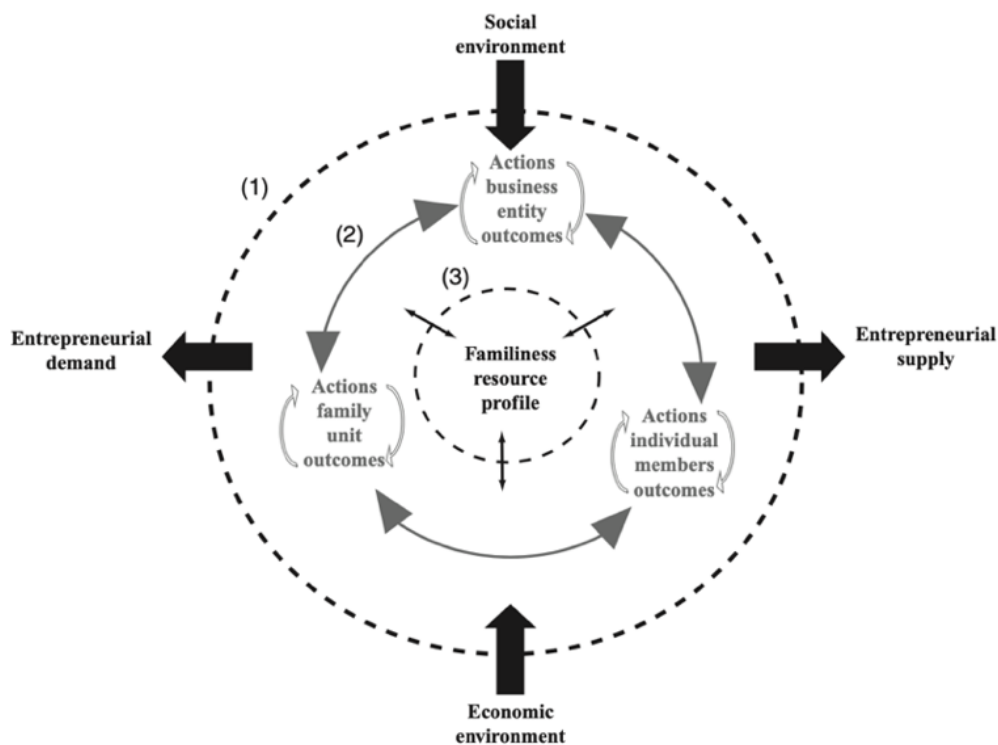 Social
environment
(1)
Actions
business
entity
outcomes
(2)
(3)
Entrepreneurial
demand
Familiness
resource
profile
Entrepreneurial
supply
Actions
family
unit
outcomes
Actions
individual
members
outcomes
Economic
environment